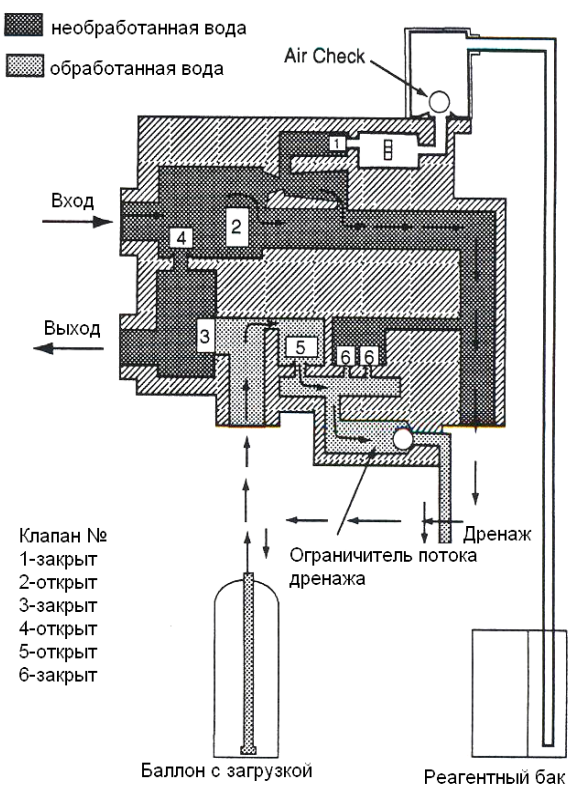 необработанная вода
обработанная вода
Air Check
1
Вход
2
4
Выход
3
5
6 6
Дренаж
Ограничитель потока
дренажа
Клапан №
1-закрыт
2-открыт
3-закрыт
4-открыт
5-открыт
6-закрыт
Баллон с загрузкой
Реагентный бак